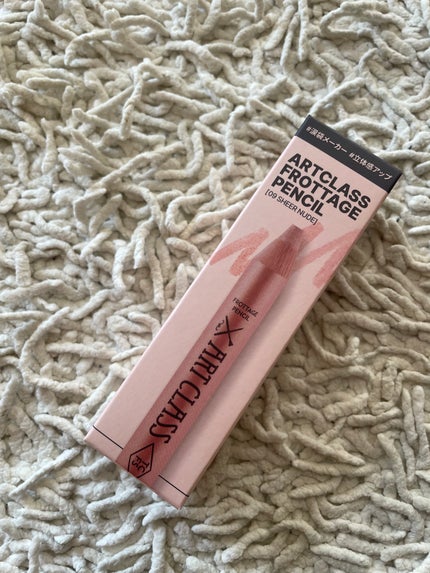 #涙袋メーカー #立体感アップ
ARTCLASS
FROTTAGE
PENCIL
[09 SHEER NUDE]
FROTTAGE
PENCIL
ART CLASS